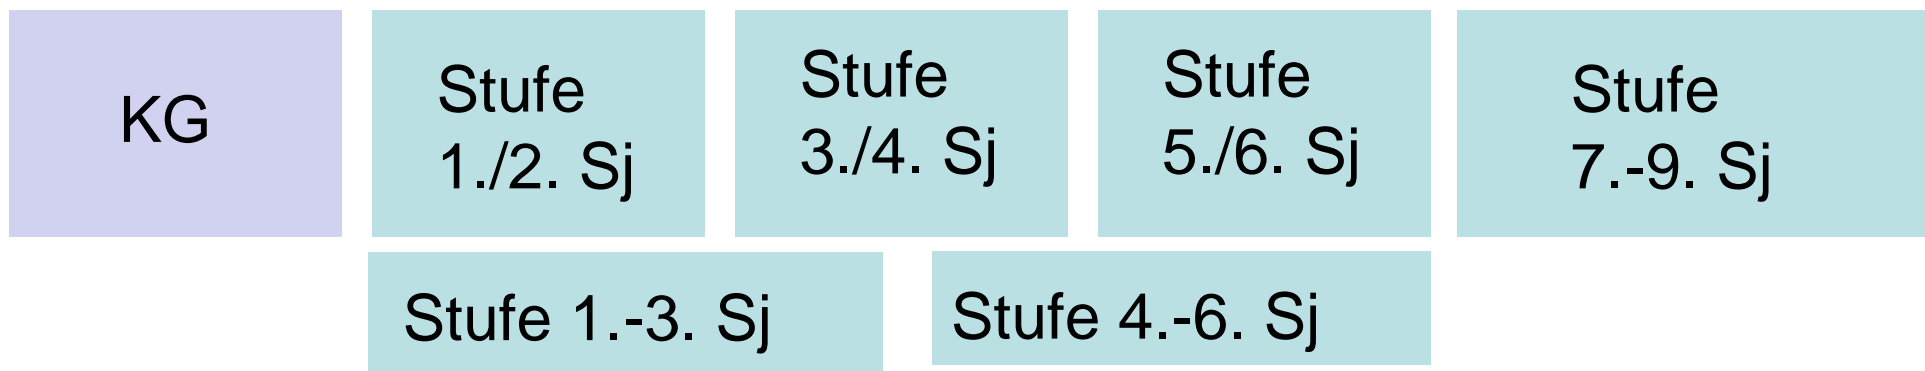 KG
Stufe
1./2. Sj
Stufe
3./4. Sj
Stufe
5./6. Sj
Stufe
7.-9. Sj
Stufe 1.-3. Sj
Stufe 4.-6. Sj